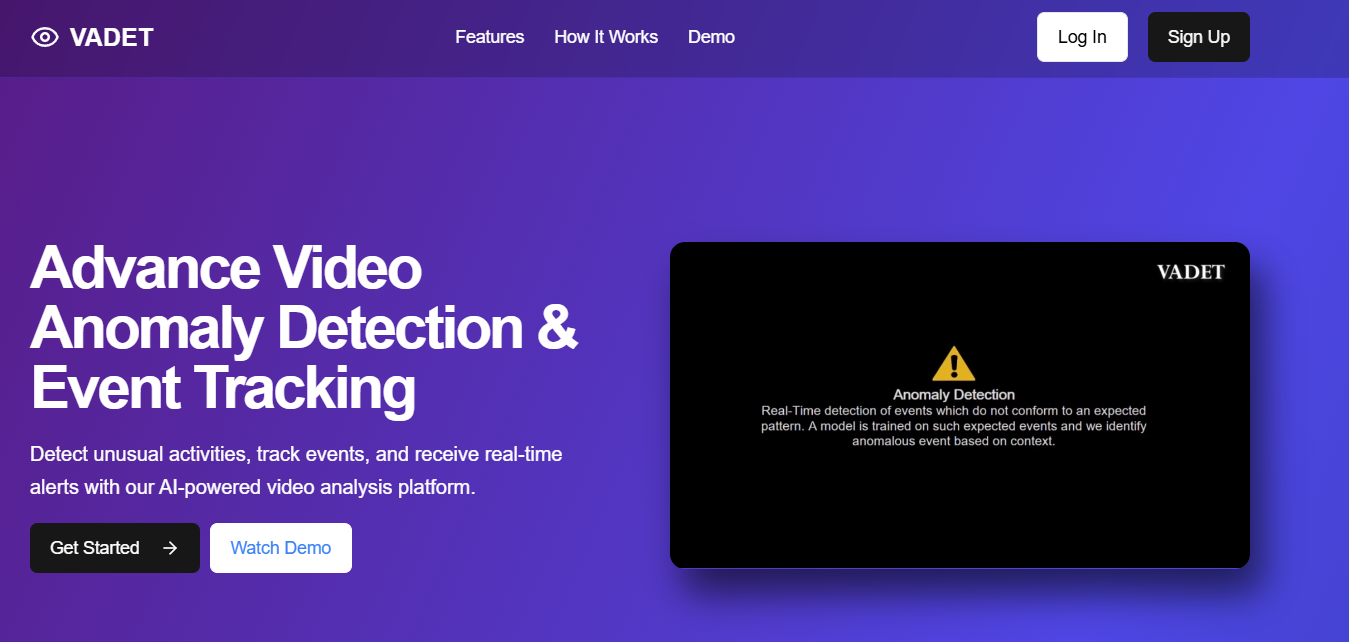 VADET
Features
How It Works
Demo
Log In
Sign Up
Advance Video
Anomaly Detection &
Event Tracking
Detect unusual activities, track events, and receive real-time
alerts with our AI-powered video analysis platform.
Get Started
Watch Demo
VADET
Anomaly Detection
Real-Time detection of events which do not conform to an expected
pattern. A model is trained on such expected events and we identify
anomalous event based on context.